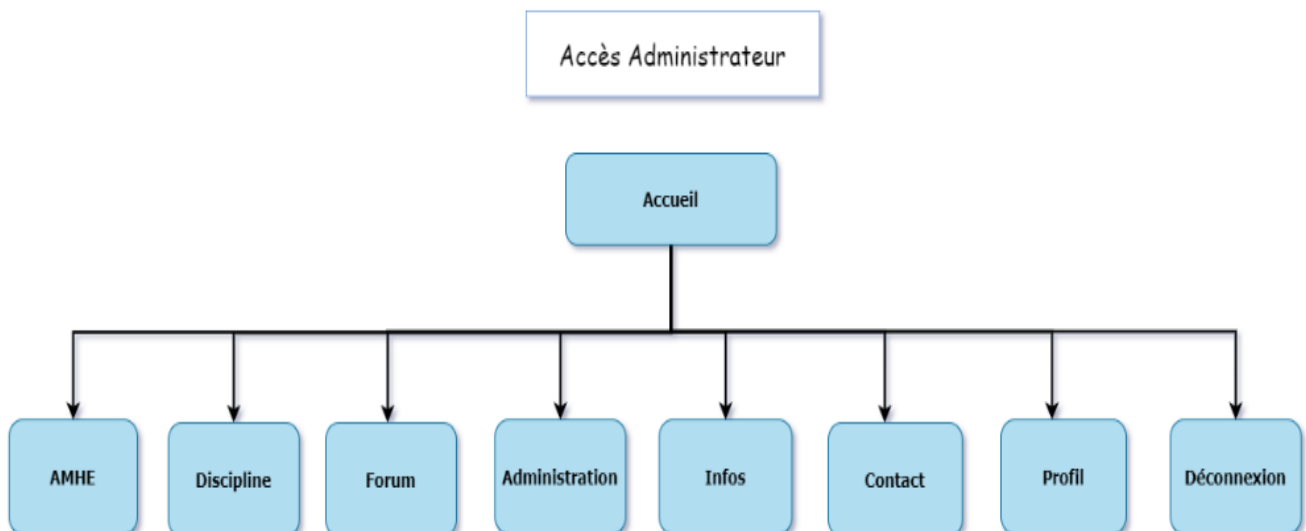 Accès Administrateur
Accueil
AMHE
Discipline
Forum
Administration
Infos
Contact
Profil
Déconnexion